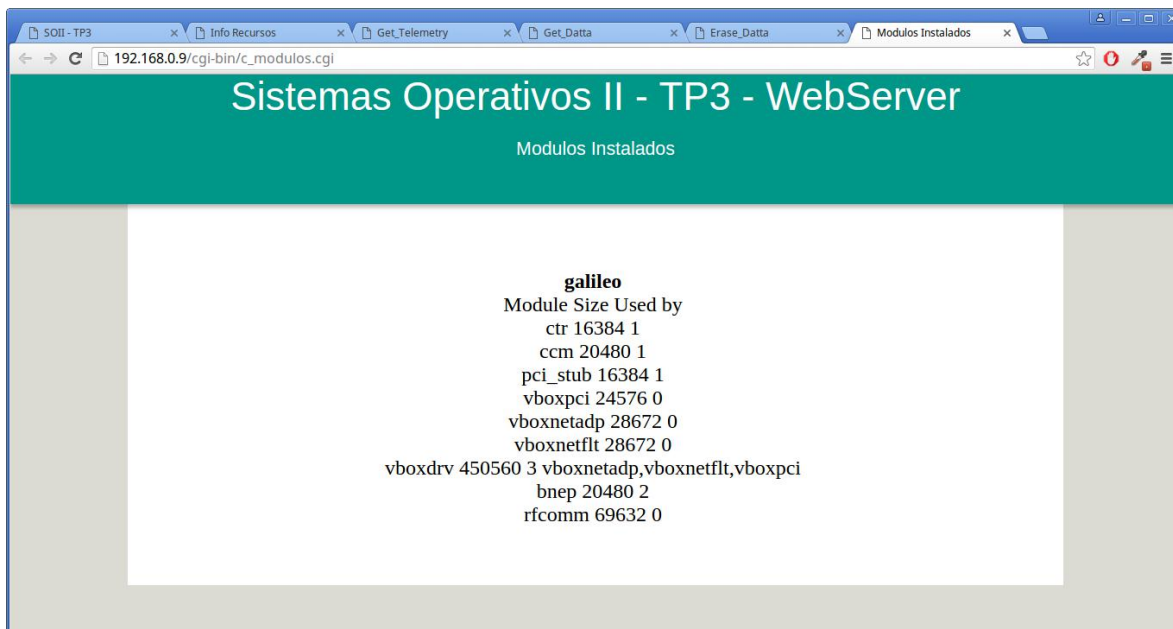 SOII - TP3
Info Recursos
Get_Telemetry
Get_Datta
Erase_Datta
Modulos Instalados
192.168.0.9/cgi-bin/c_modulos.cgi
Sistemas Operativos II - TP3 - WebServer
Modulos Instalados
galileo
Module Size Used by
ctr 16384 1
ccm 20480 1
pci_stub 16384 1
vboxpci 24576 0
vboxnetadp 28672 0
vboxnetflt 28672 0
vboxdrv 450560 3 vboxnetadp,vboxnetflt,vboxpci
bnep 20480 2
rfcomm 69632 0